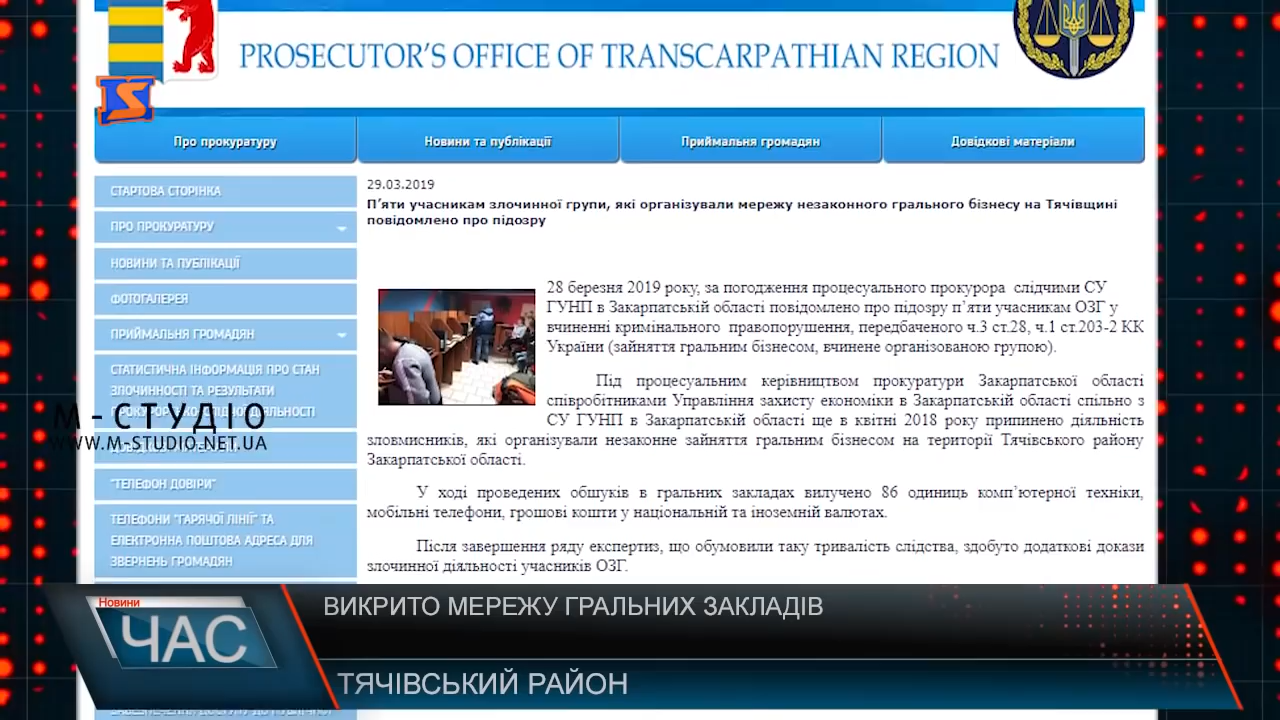 PROSECUTOR'S OFFICE OF TRANSCARPATHIAN REGION
Про прокуратуру
Новини та публікації
Приймальня громадян
Довідкові матеріали
СТАРТОВА СТОРІНКА
ПРО ПРОКУРАТУРУ
НОВИНИ ТА ПУБЛІКАЦІЇ
ФОТОГАЛЕРЕЯ
ПРИЙМАЛЬНЯ ГРОМАДЯН
СТАТИСТИЧНА ІНФОРМАЦІЯ ПРО СТАН
ЗЛОЧИННОСТІ ТА РЕЗУЛЬТАТИ
М-СТУДІО
WWW.M-STUDIO.NET.UA
"ТЕЛЕФОН ДОВІРИ"
ТЕЛЕФОНИ "ГАРЯЧОЇ ЛІНІЇ" ТА
ЕЛЕКТРОННА ПОШТОВА АДРЕСА ДЛЯ
ЗВЕРНЕНЬ ГРОМАДЯН
29.03.2019
П'яти учасникам злочинної групи, які організували мережу незаконного грального бізнесу на Тячівщині
повідомлено про підозру
28 березня 2019 року, за погодження процесуального прокурора слідчими СУ
ГУНП в Закарпатській області повідомлено про підозру п'яти учасникам ОЗГ у
вчиненні кримінального правопорушення, передбаченого ч.3 ст.28, ч.1 ст.203-2 КК
України (зайняття гральним бізнесом, вчинене організованою групою).
Під процесуальним керівництвом прокуратури Закарпатської області
співробітниками Управління захисту економіки в Закарпатській області спільно з
СУ ГУНП в Закарпатській області ще в квітні 2018 року припинено діяльність
зловмисників, які організували незаконне зайняття гральним бізнесом на території Тячівського району
Закарпатської області.
У ході проведених обшуків в гральних закладах вилучено 86 одиниць комп'ютерної техніки,
мобільні телефони, грошові кошти у національній та іноземній валютах.
Після завершення ряду експертиз, що обумовили таку тривалість слідства, здобуто додаткові докази
злочинної діяльності учасників ОЗГ.
Новини
ЧАС
ВИКРИТО МЕРЕЖУ ГРАЛЬНИХ ЗАКЛАДІВ
ТЯЧІВСЬКИЙ РАЙОН